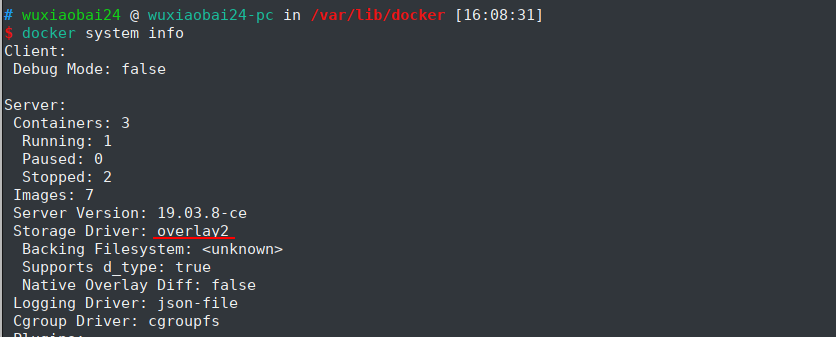 # wuxiaobai24 @ wuxiaobai24-pc in /var/lib/docker [16:08:31]
$ docker system info
Client:
 Debug Mode: false

Server:
 Containers: 3
  Running: 1
  Paused: 0
  Stopped: 2
 Images: 7
 Server Version: 19.03.8-ce
 Storage Driver: overlay2
  Backing Filesystem: <unknown>
  Supports d_type: true
  Native Overlay Diff: false
 Logging Driver: json-file
 Cgroup Driver: cgroupfs